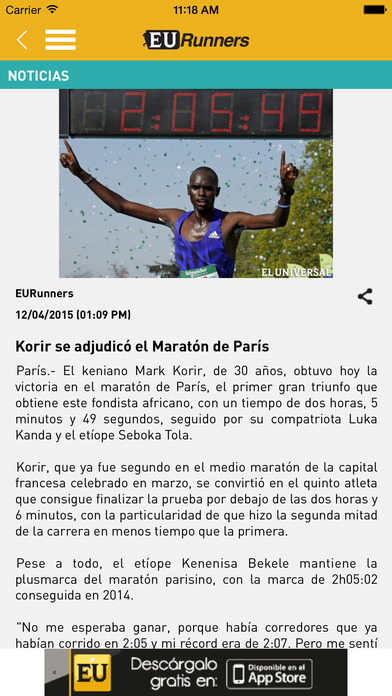 Carrier 11:18 AM
EU Runners
NOTICIAS
2:05:49
Schneider
adidas
EL UNIVERSAL
EURunners
12/04/2015 (01:09 PM)
Korir se adjudicó el Maratón de París
París.- El keniano Mark Korir, de 30 años, obtuvo hoy la
victoria en el maratón de París, el primer gran triunfo que
obtiene este fondista africano, con un tiempo de dos horas, 5
minutos y 49 segundos, seguido por su compatriota Luka
Kanda y el etíope Seboka Tola.
Korir, que ya fue segundo en el medio maratón de la capital
francesa celebrado en marzo, se convirtió en el quinto atleta
que consigue finalizar la prueba por debajo de las dos horas y
6 minutos, con la particularidad de que hizo la segunda mitad
de la carrera en menos tiempo que la primera.
Pese a todo, el etíope Kenenisa Bekele mantiene la
plusmarca del maratón parisino, con la marca de 2h05:02
conseguida en 2014.
"No me esperaba ganar, porque había corredores que ya
habían corrido en 2:05 y mi récord era de 2:07. Pero me sentí
EU Descárgalo
gratis en: Disponible en el
App Store